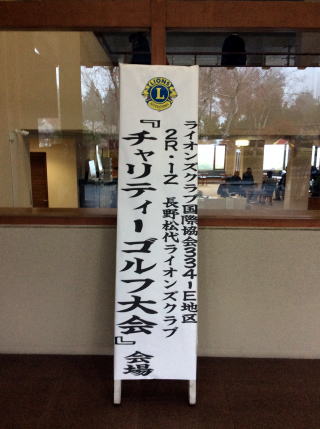 LIONS
L
ライオンズクラブ国際協会334-E地区
2R・1Z 長野松代ライオンズクラブ
『チャリティーゴルフ大会』会場